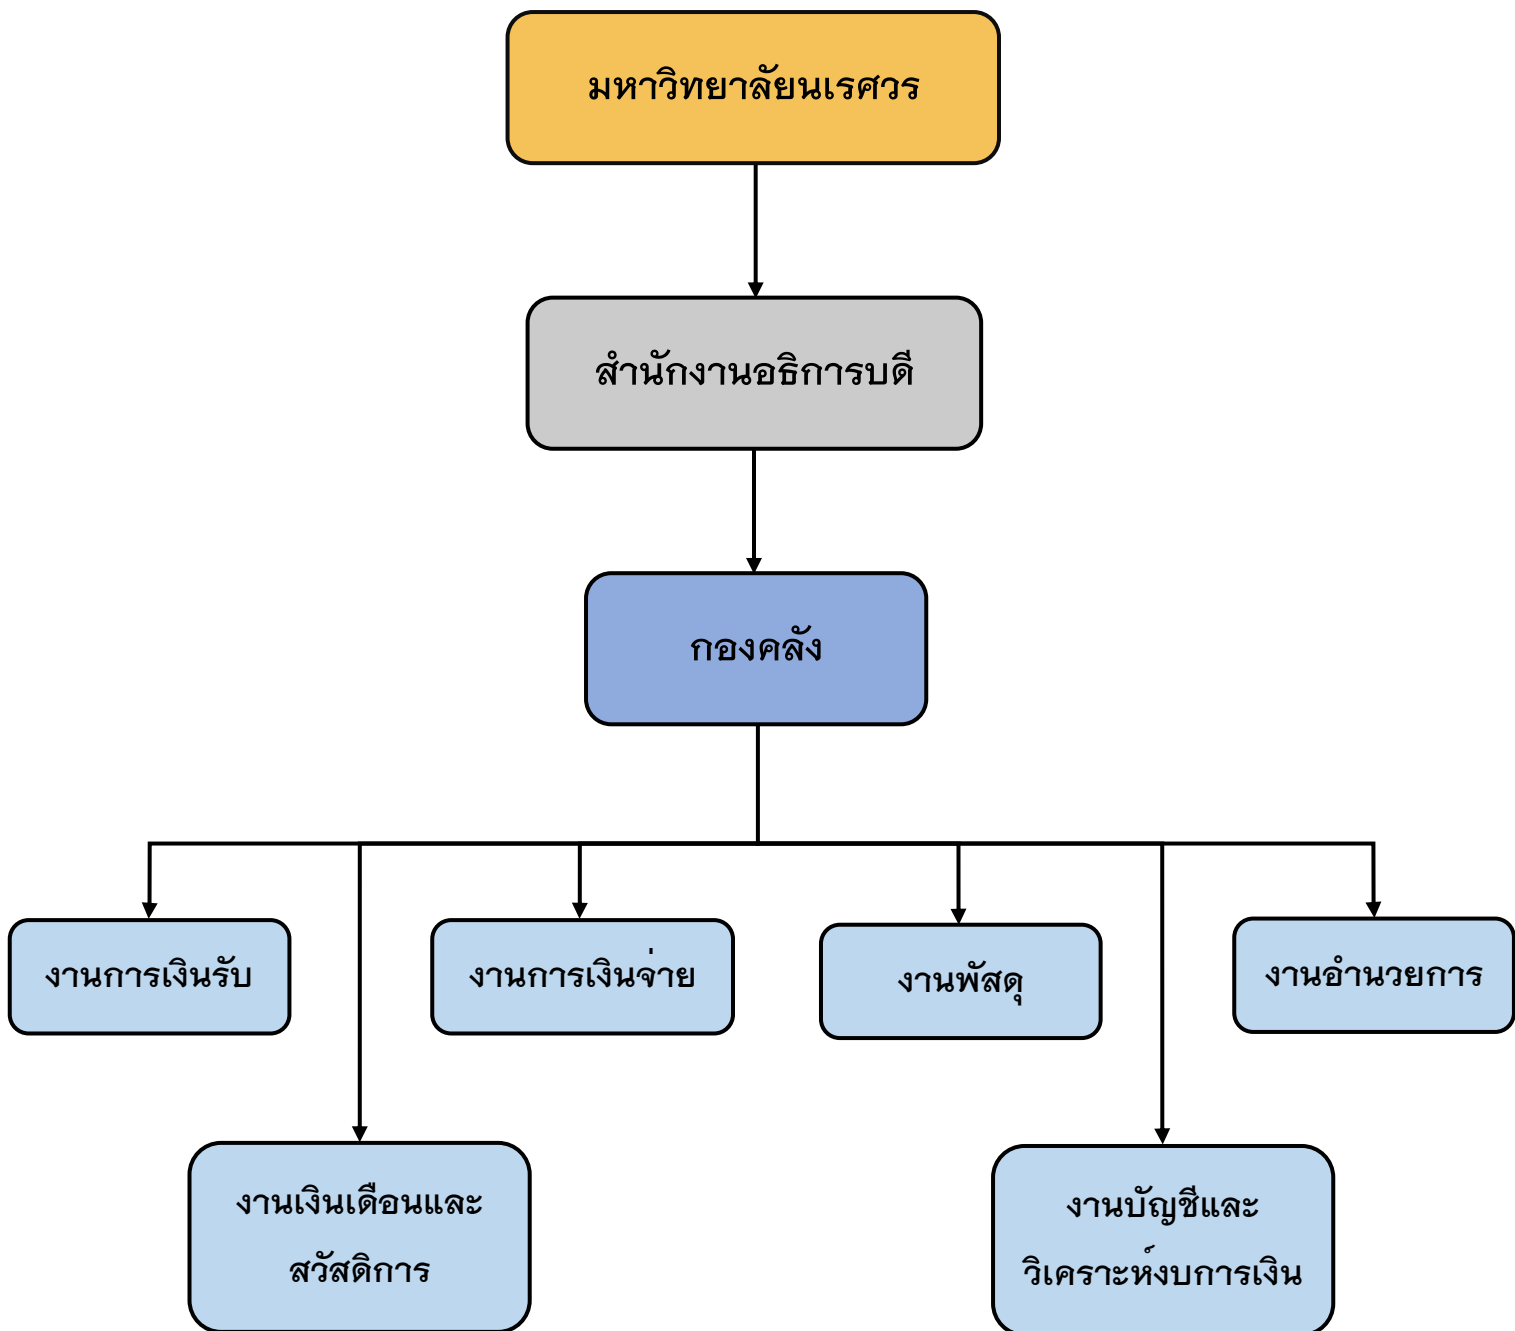 มหาวิทยาลัยนเรศวร
สำนักงานอธิการบดี
กองคลัง
งานการเงินรับ
งานการเงินจ่าย
งานพัสดุ
งานอำนวยการ
งานเงินเดือนและ
สวัสดิการ
งานบัญชีและ
วิเคราะห์งบการเงิน